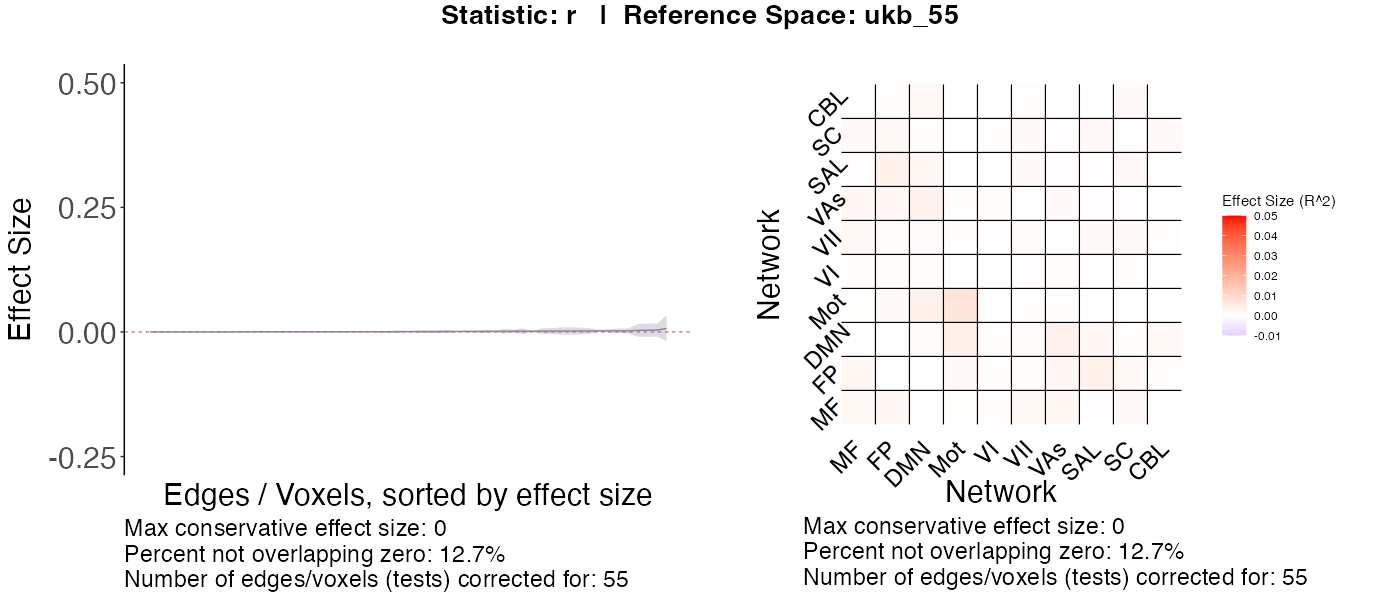 Statistic: r | Reference Space: ukb_55
Effect Size
0.50
0.25
0.00
-0.25
Edges / Voxels, sorted by effect size
Max conservative effect size: 0
Percent not overlapping zero: 12.7%
Number of edges/voxels (tests) corrected for: 55
Network
CBL
SC
SAL
VAs
VII
VI
Mot
DMN
FP
MF
MF FP DMN Mot VI VII VAs SAL SC CBL
Network
Max conservative effect size: 0
Percent not overlapping zero: 12.7%
Number of edges/voxels (tests) corrected for: 55
Effect Size (R^2)
0.05
0.04
0.03
0.02
0.01
0.00
-0.01